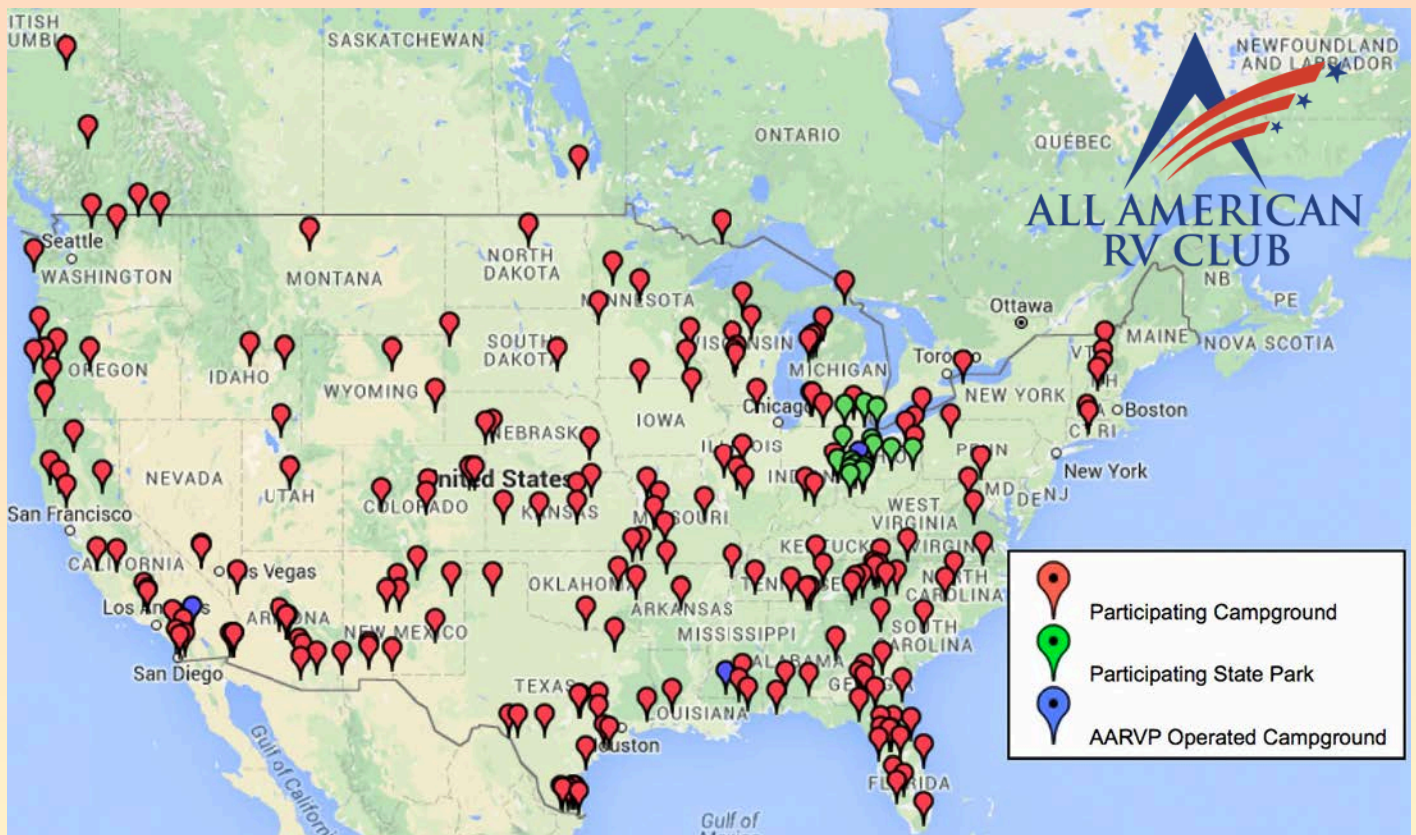 ITISH
UMBI
SASKATCHEWAN
NEWFOUNDLAND
AND LABRADOR
ONTARIO
QUÉBEC
ALL AMERICAN
RV CLUB
Seattle
WASHINGTON
MONTANA
NORTH
DAKOTA
MINNESOTA
Ottawa
NB
PE
SOUTH
DAKOTA
WISCONSIN
MICHIGAN
Toronto
VT
NH
MAINE
NOVA SCOTIA
OREGON
IDAHO
WYOMING
NEW YORK
Chicago
IOWA
Boston
NEBRASK
ILLINOIS
CT RI
PENN
New York
NEVADA
UTAH
United States
COLORADO
KANSAS
MISSOURI
INDIAN
OHIO
MD
DE
NJ
WEST
VIRGINIA
San Francisco
CALIFORNIA
Las Vegas
KENTUCKY
VIRGINIA
OKLAHOMA
TENNESSEE
NORTH
CAROLINA
Los Angeles
ARIZONA
NEW MEXICO
ARKANSAS
MISSISSIPPI
SOUTH
CAROLINA
San Diego
ALABAMA
GEORGIA
TEXAS
LOUISIANA
Houston
FLORIDA
Gulf of California
Gulf of
Participating Campground
Participating State Park
AARVP Operated Campground